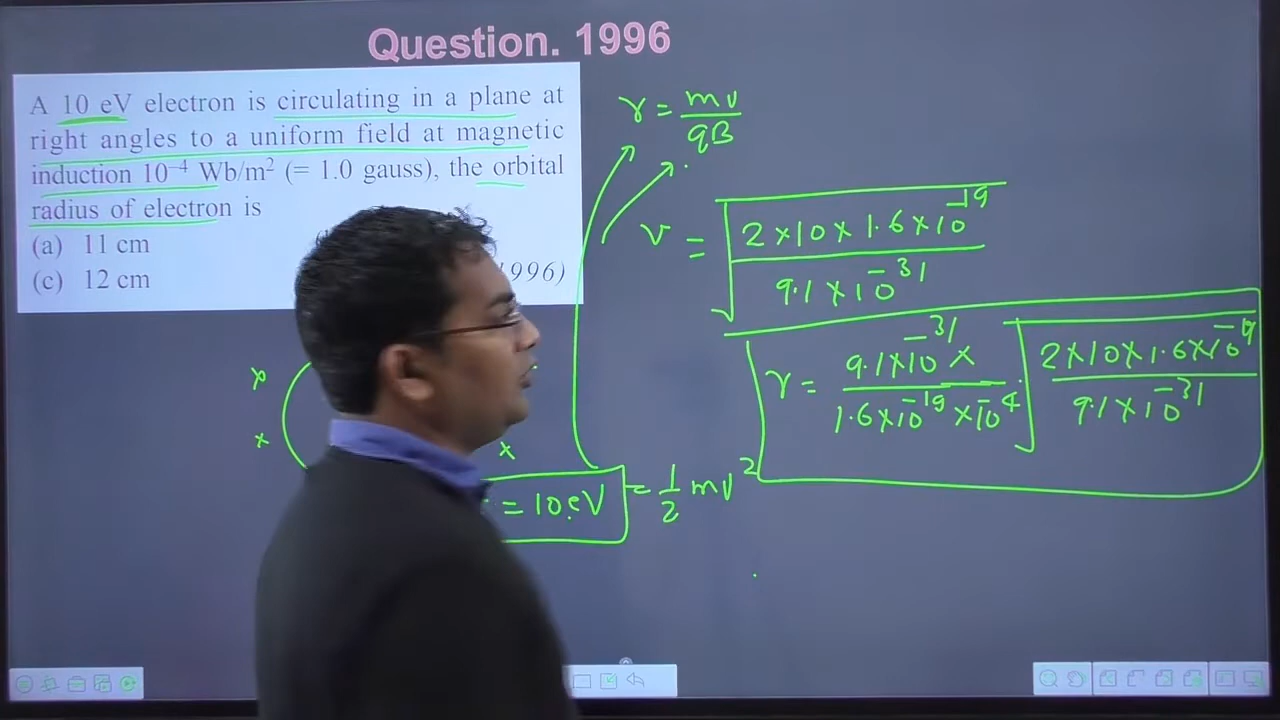 Question. 1996
A 10 eV electron is circulating in a plane at
right angles to a uniform field at magnetic
induction 10⁻⁴ Wb/m² (= 1.0 gauss), the orbital
radius of electron is
(a) 11 cm
(c) 12 cm
996)
r = mv / qB
v = √(2×10×1.6×10⁻¹⁹ / 9.1×10⁻³¹)
r = 9.1×10⁻³¹ × / 1.6×10⁻¹⁹×10⁻⁴ √(2×10×1.6×10⁻¹⁹ / 9.1×10⁻³¹)
x
x
x
= 10eV = 1/2 mv²